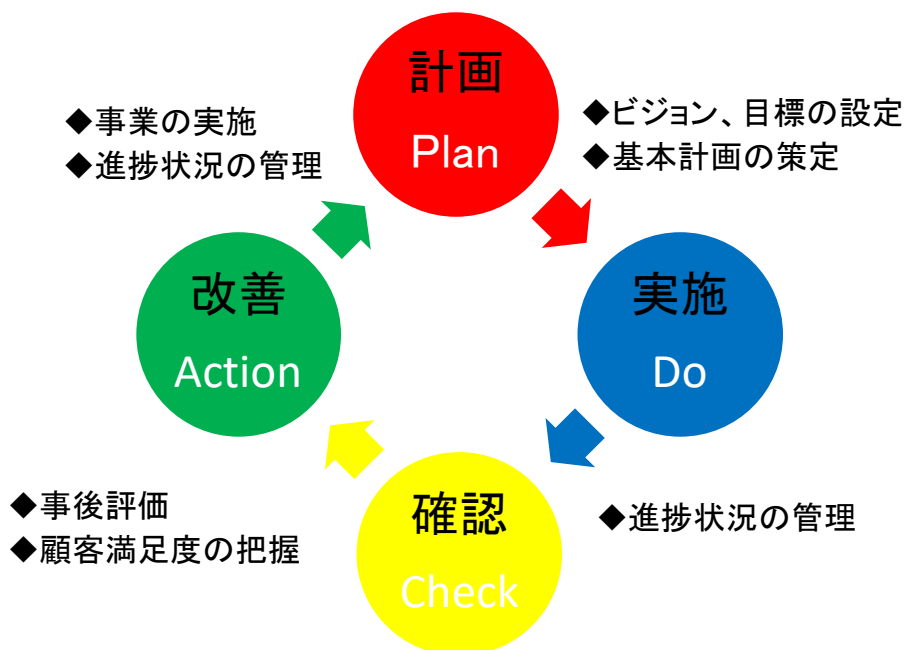 計画
Plan
◆事業の実施
◆進捗状況の管理
◆ビジョン、目標の設定
◆基本計画の策定
改善
Action
実施
Do
確認
Check
◆事後評価
◆顧客満足度の把握
◆進捗状況の管理